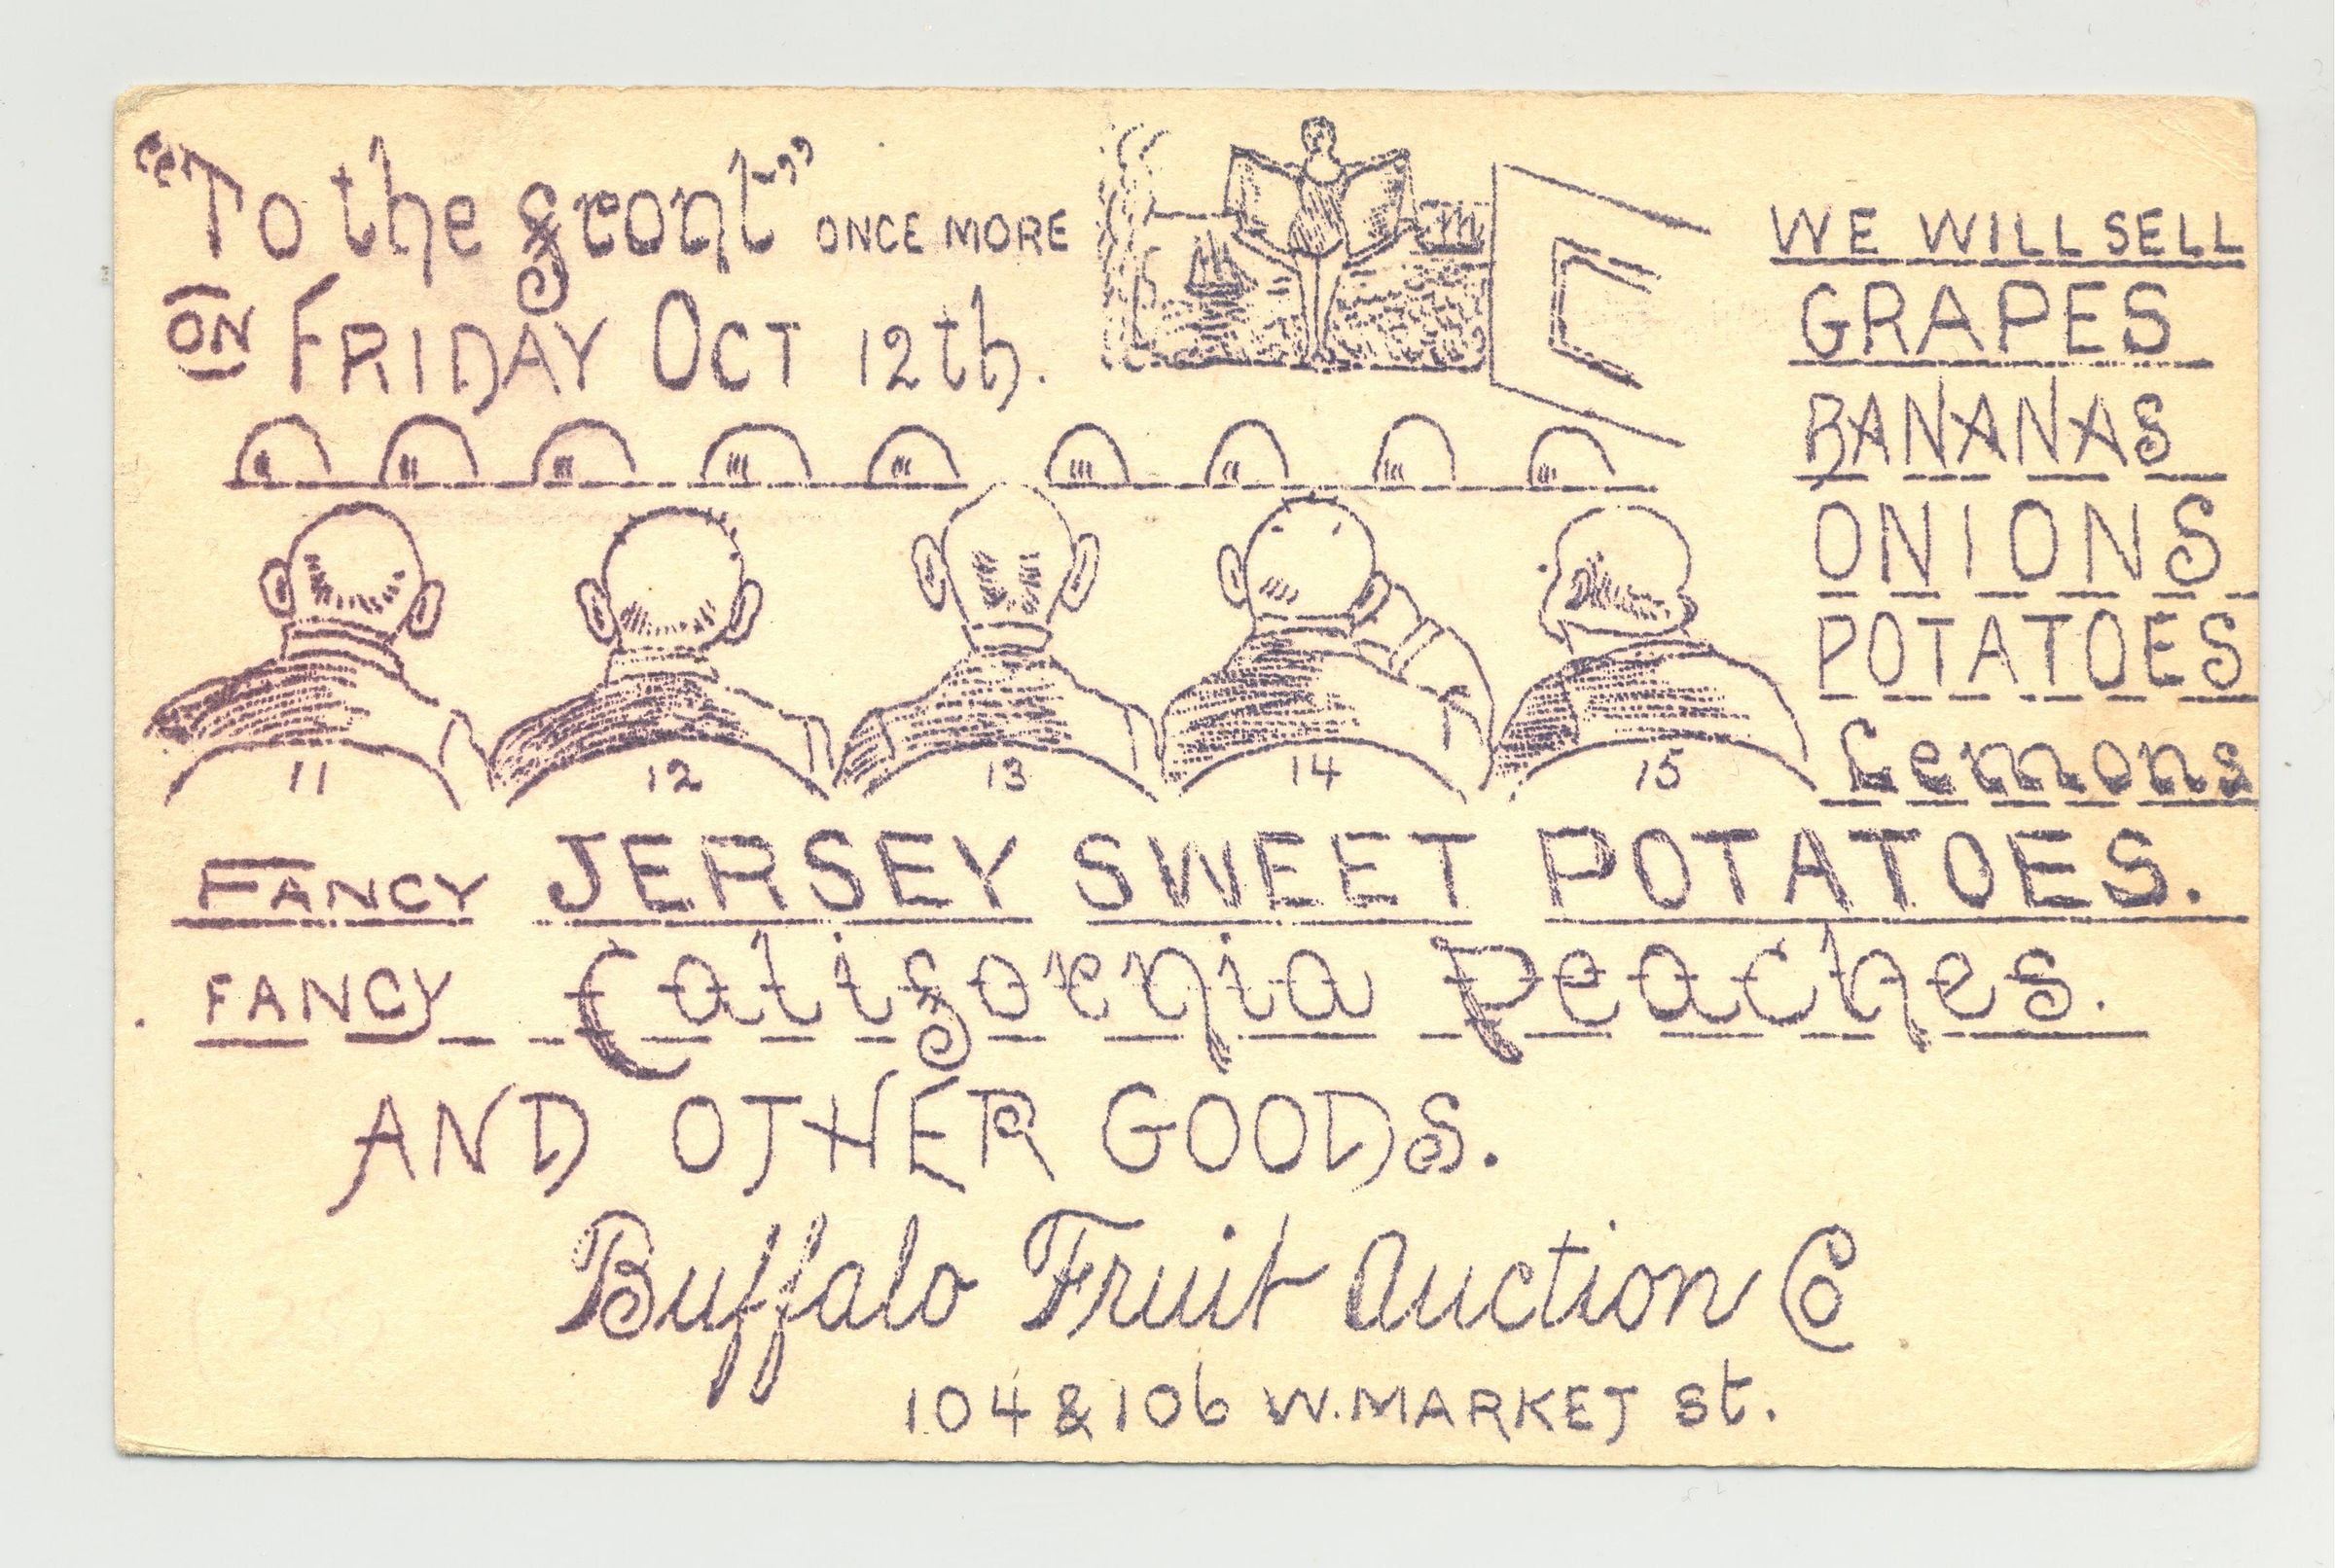 "To the front" ONCE MORE
ON FRIDAY OCT 12th.
WE WILL SELL
GRAPES
BANANAS
ONIONS
POTATOES
Lemons
11 12 13 14 15
FANCY JERSEY SWEET POTATOES.
FANCY California Peaches.
AND OTHER GOODS.
Buffalo Fruit Auction Co
104 & 106 W. MARKET St.